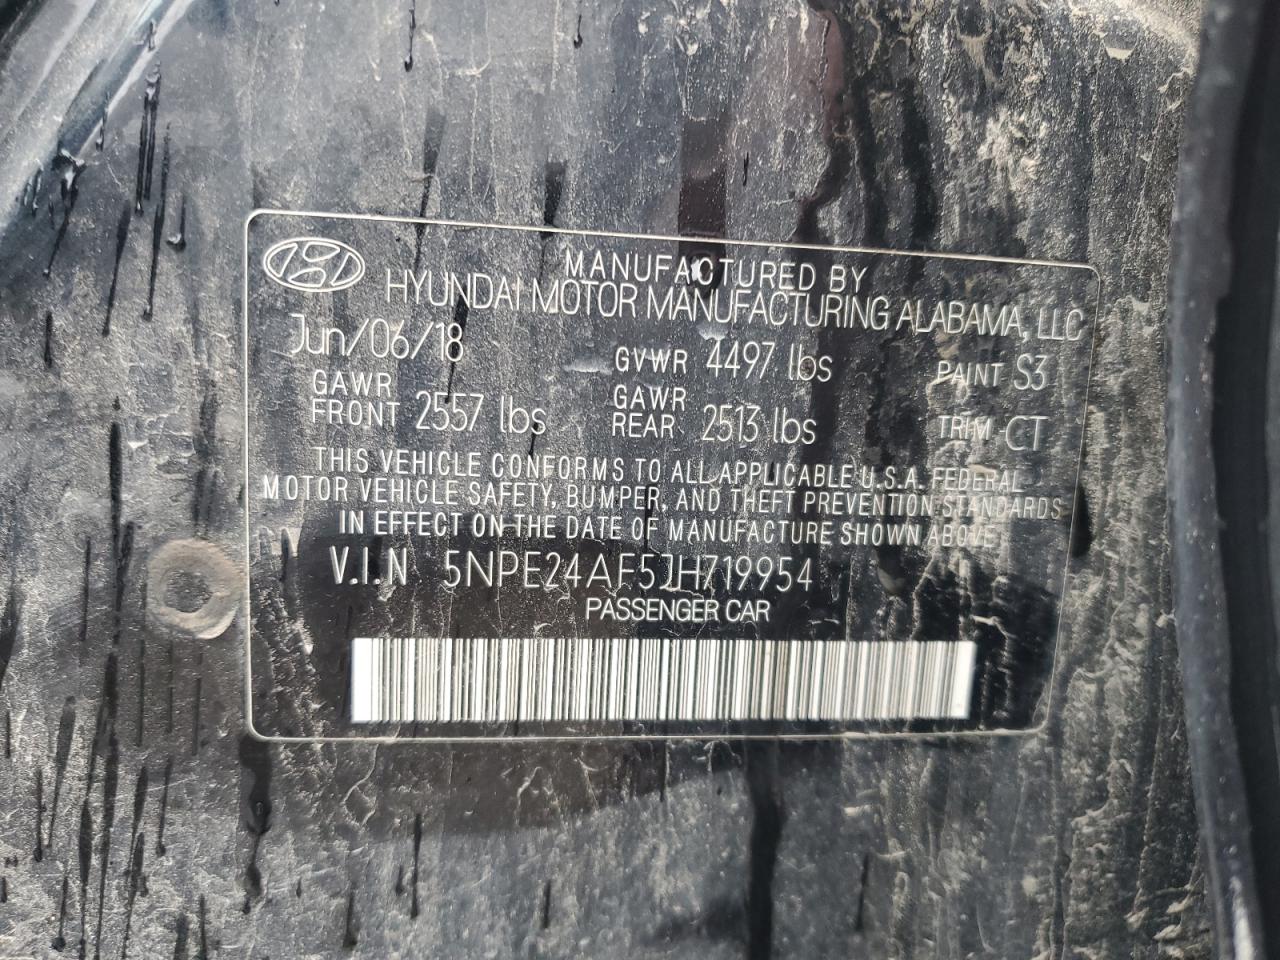 MANUFACTURED BY
HYUNDAI MOTOR MANUFACTURING ALABAMA, LLC
Jun/06/18 GVWR 4497 lbs PAINT S3
GAWR FRONT 2557 lbs GAWR REAR 2513 lbs TRIM CT
THIS VEHICLE CONFORMS TO ALL APPLICABLE U.S.A. FEDERAL
MOTOR VEHICLE SAFETY, BUMPER, AND THEFT PREVENTION STANDARDS
IN EFFECT ON THE DATE OF MANUFACTURE SHOWN ABOVE.
V.I.N 5NPE24AF5JH719954
PASSENGER CAR